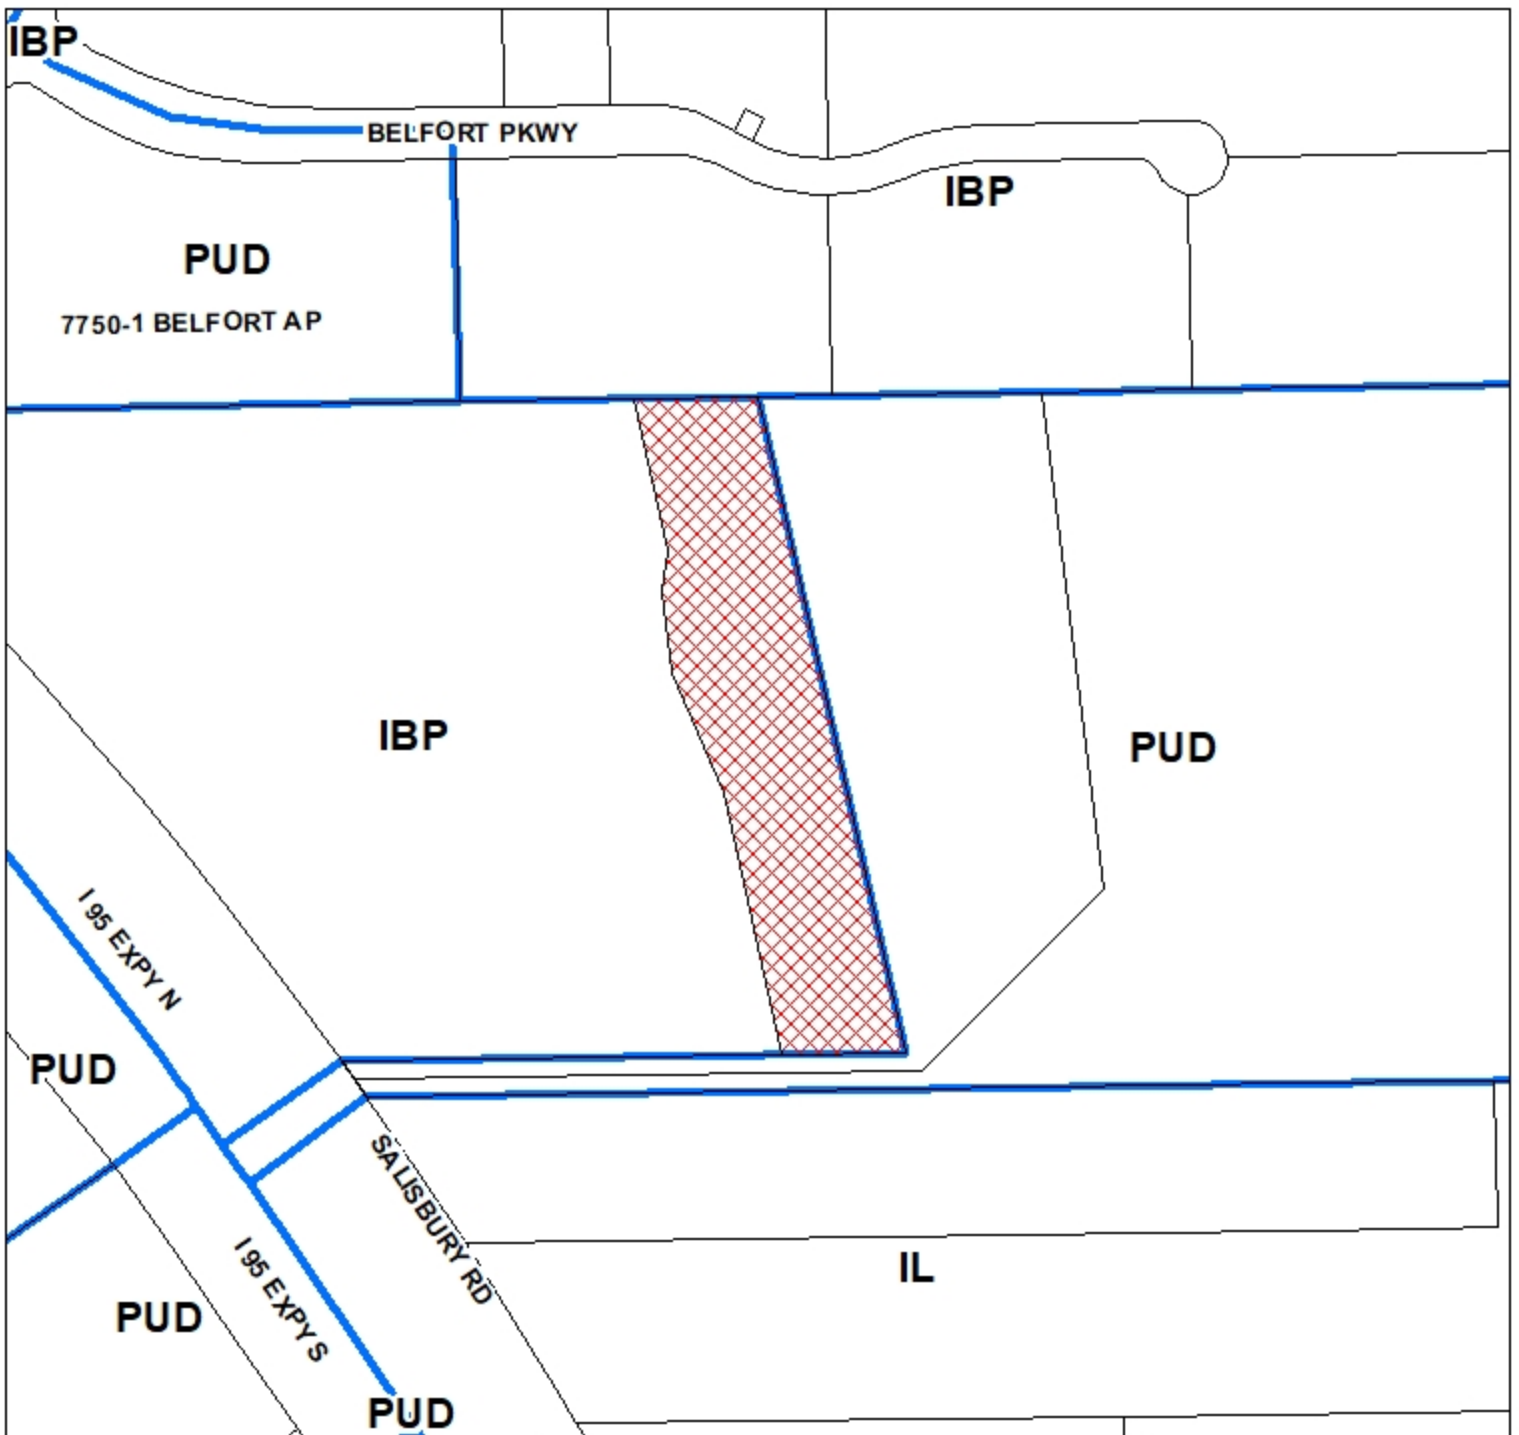 IBP
BELFORT PKWY
IBP
PUD
7750-1 BELFORT AP
IBP
PUD
I 95 EXPY N
PUD
SALISBURY RD
I 95 EXPY S
IL
PUD
PUD